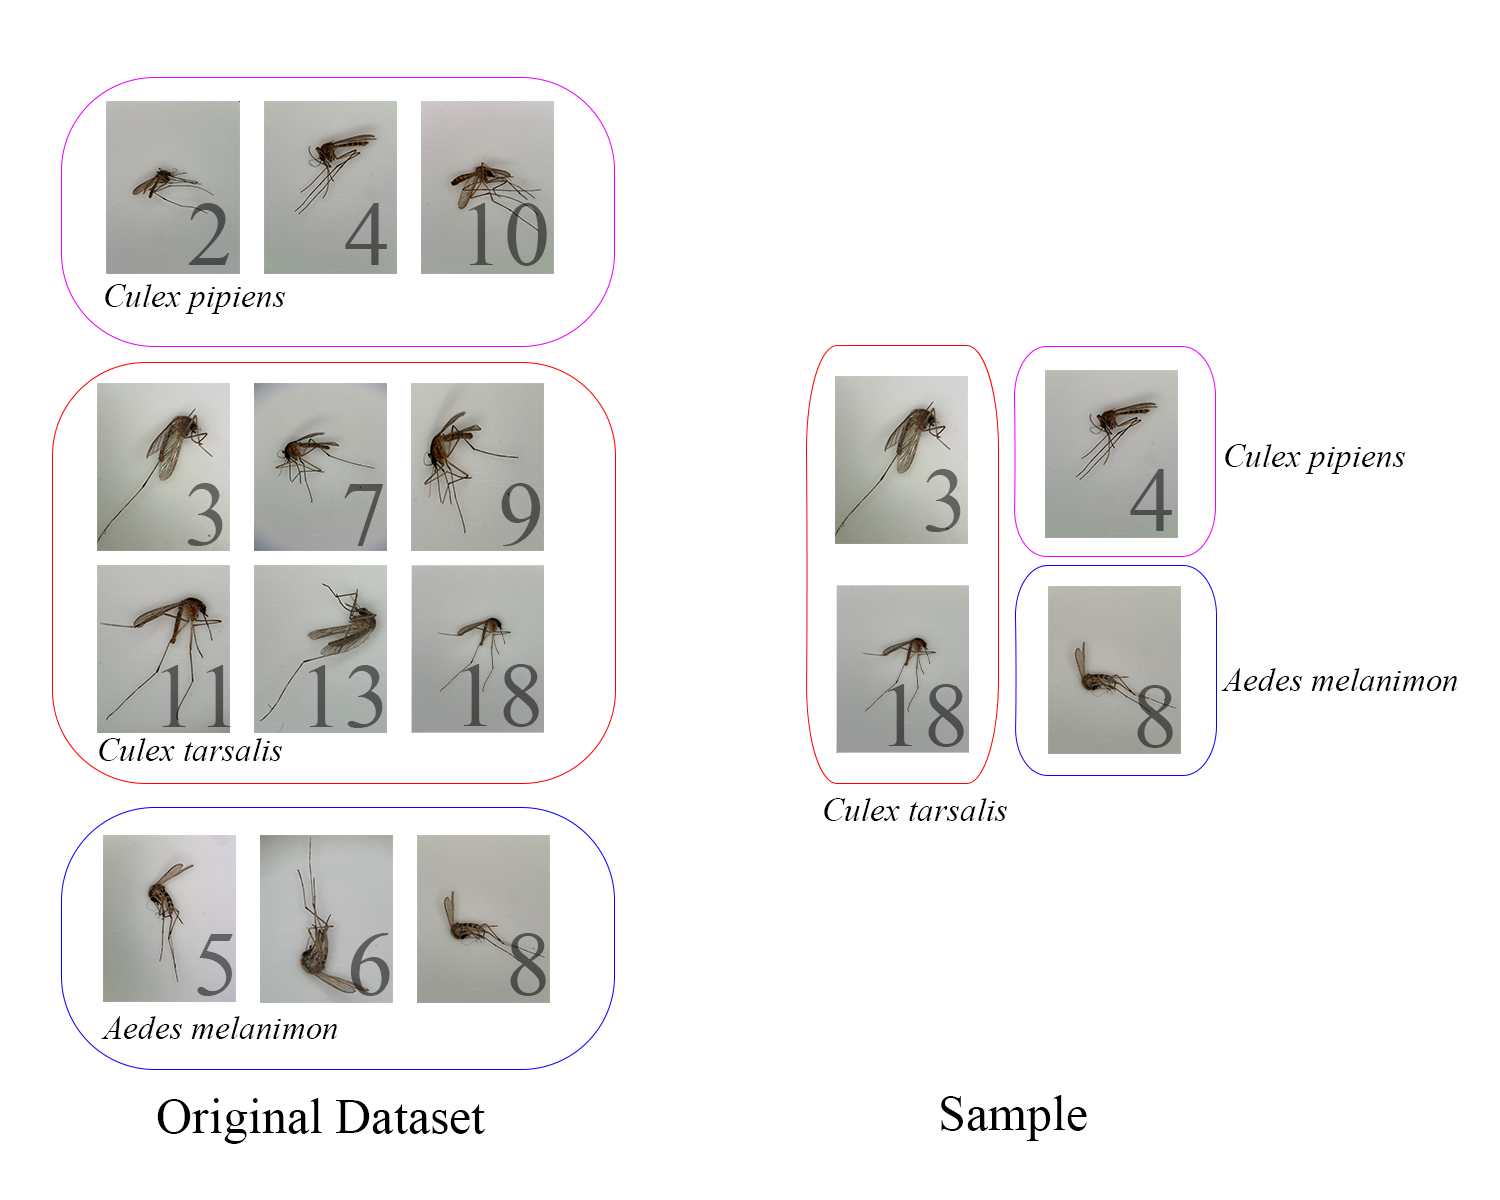 2 4 10
Culex pipiens
3 7 9
11 13 18
Culex tarsalis
5 6 8
Aedes melanimon
Original Dataset
3 4
Culex pipiens
18 8
Aedes melanimon
Culex tarsalis
Sample